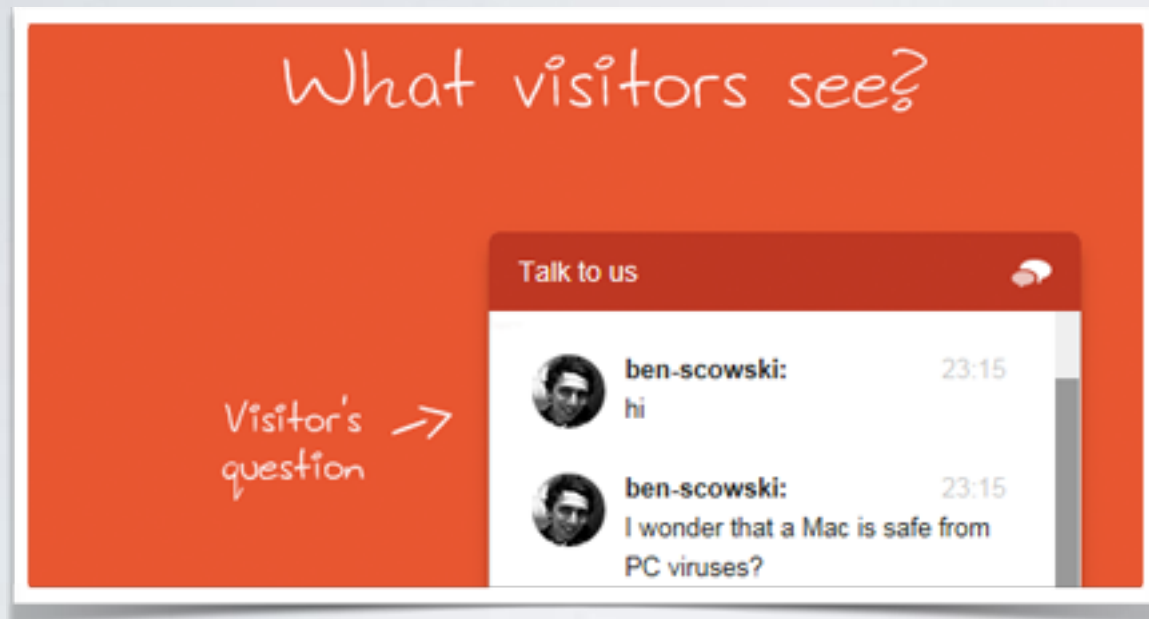 What visitors see?
Talk to us
Visitor's
question
ben-scowski:
23:15
hi
ben-scowski:
23:15
I wonder that a Mac is safe from
PC viruses?